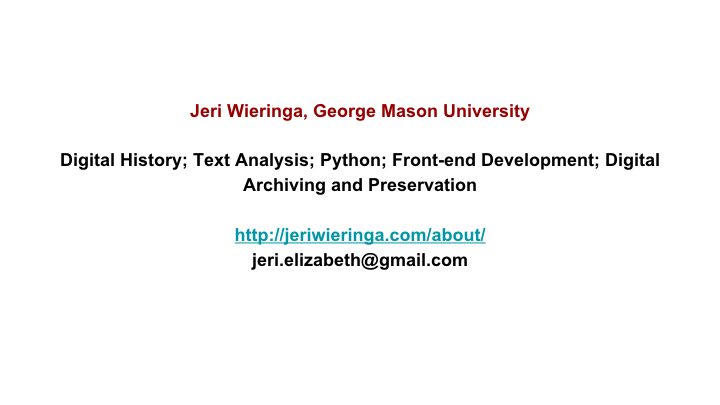 Jeri Wieringa, George Mason University
Digital History; Text Analysis; Python; Front-end Development; Digital
Archiving and Preservation
http://jeriwieringa.com/about/
jeri.elizabeth@gmail.com